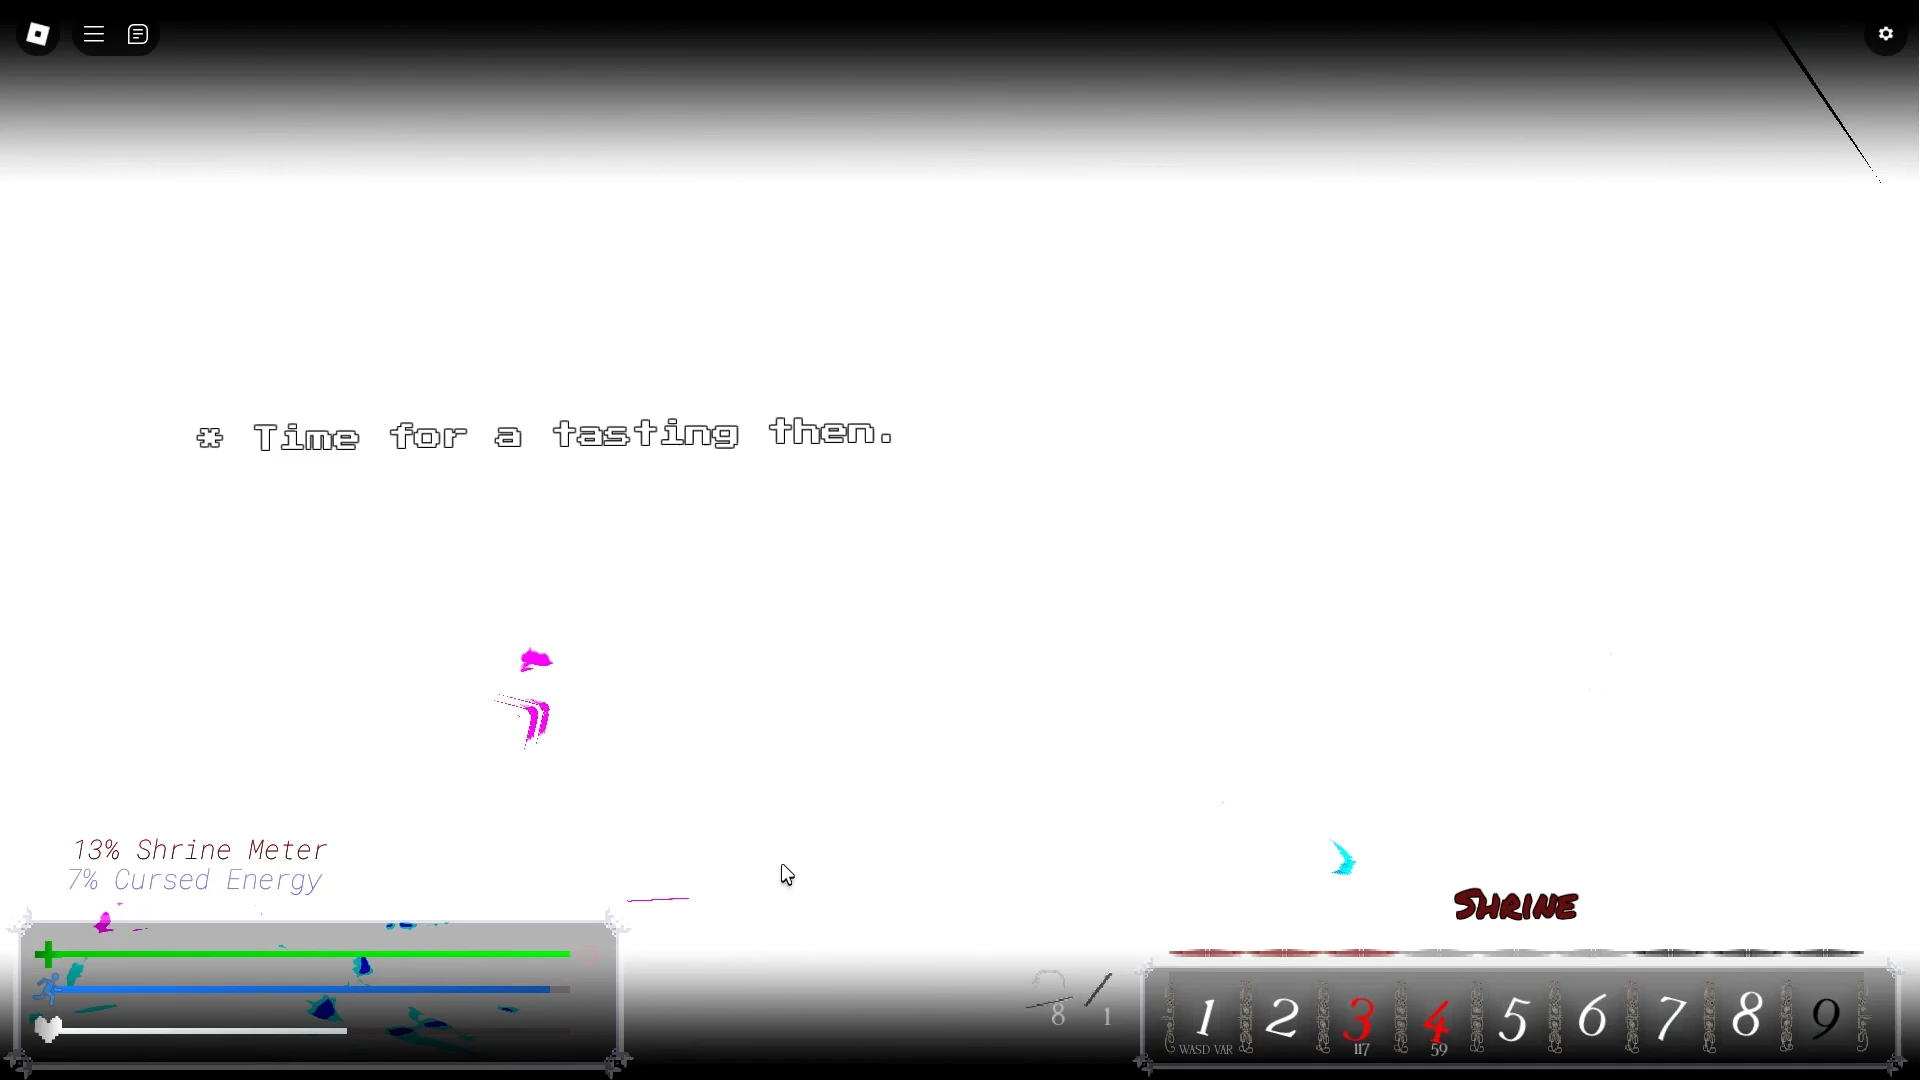 * Time for a tasting then.
13% Shrine Meter
7% Cursed Energy
SHRINE
8 1
1 2 3 4 5 6 7 8 9
WASD VAR 117 59